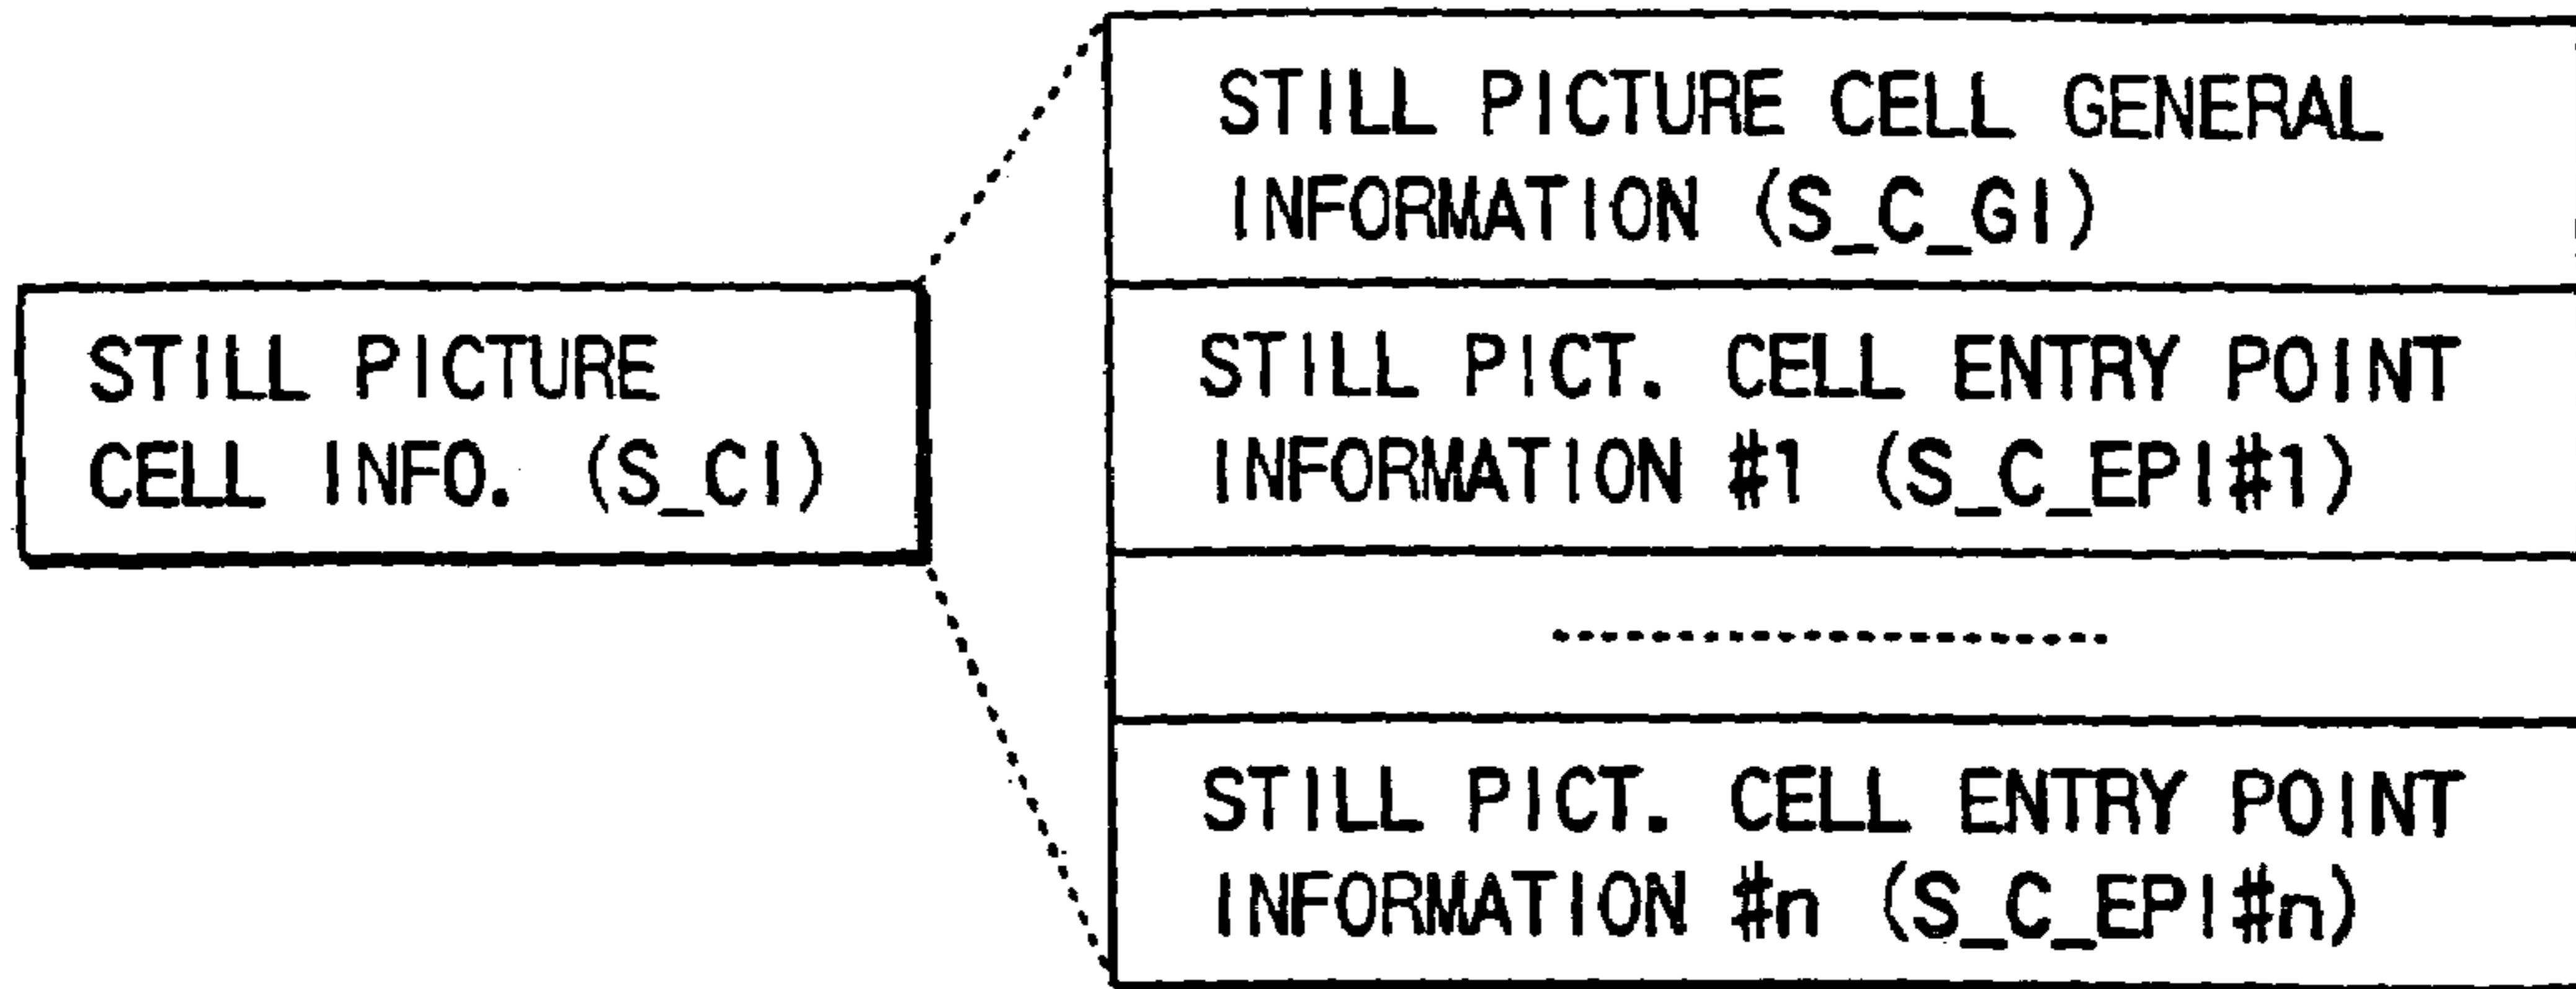 STILL PICTURE
CELL INFO. (S_CI)
STILL PICTURE CELL GENERAL
INFORMATION (S_C_GI)
STILL PICT. CELL ENTRY POINT
INFORMATION #1 (S_C_EPI#1)
STILL PICT. CELL ENTRY POINT
INFORMATION #n (S_C_EPI#n)